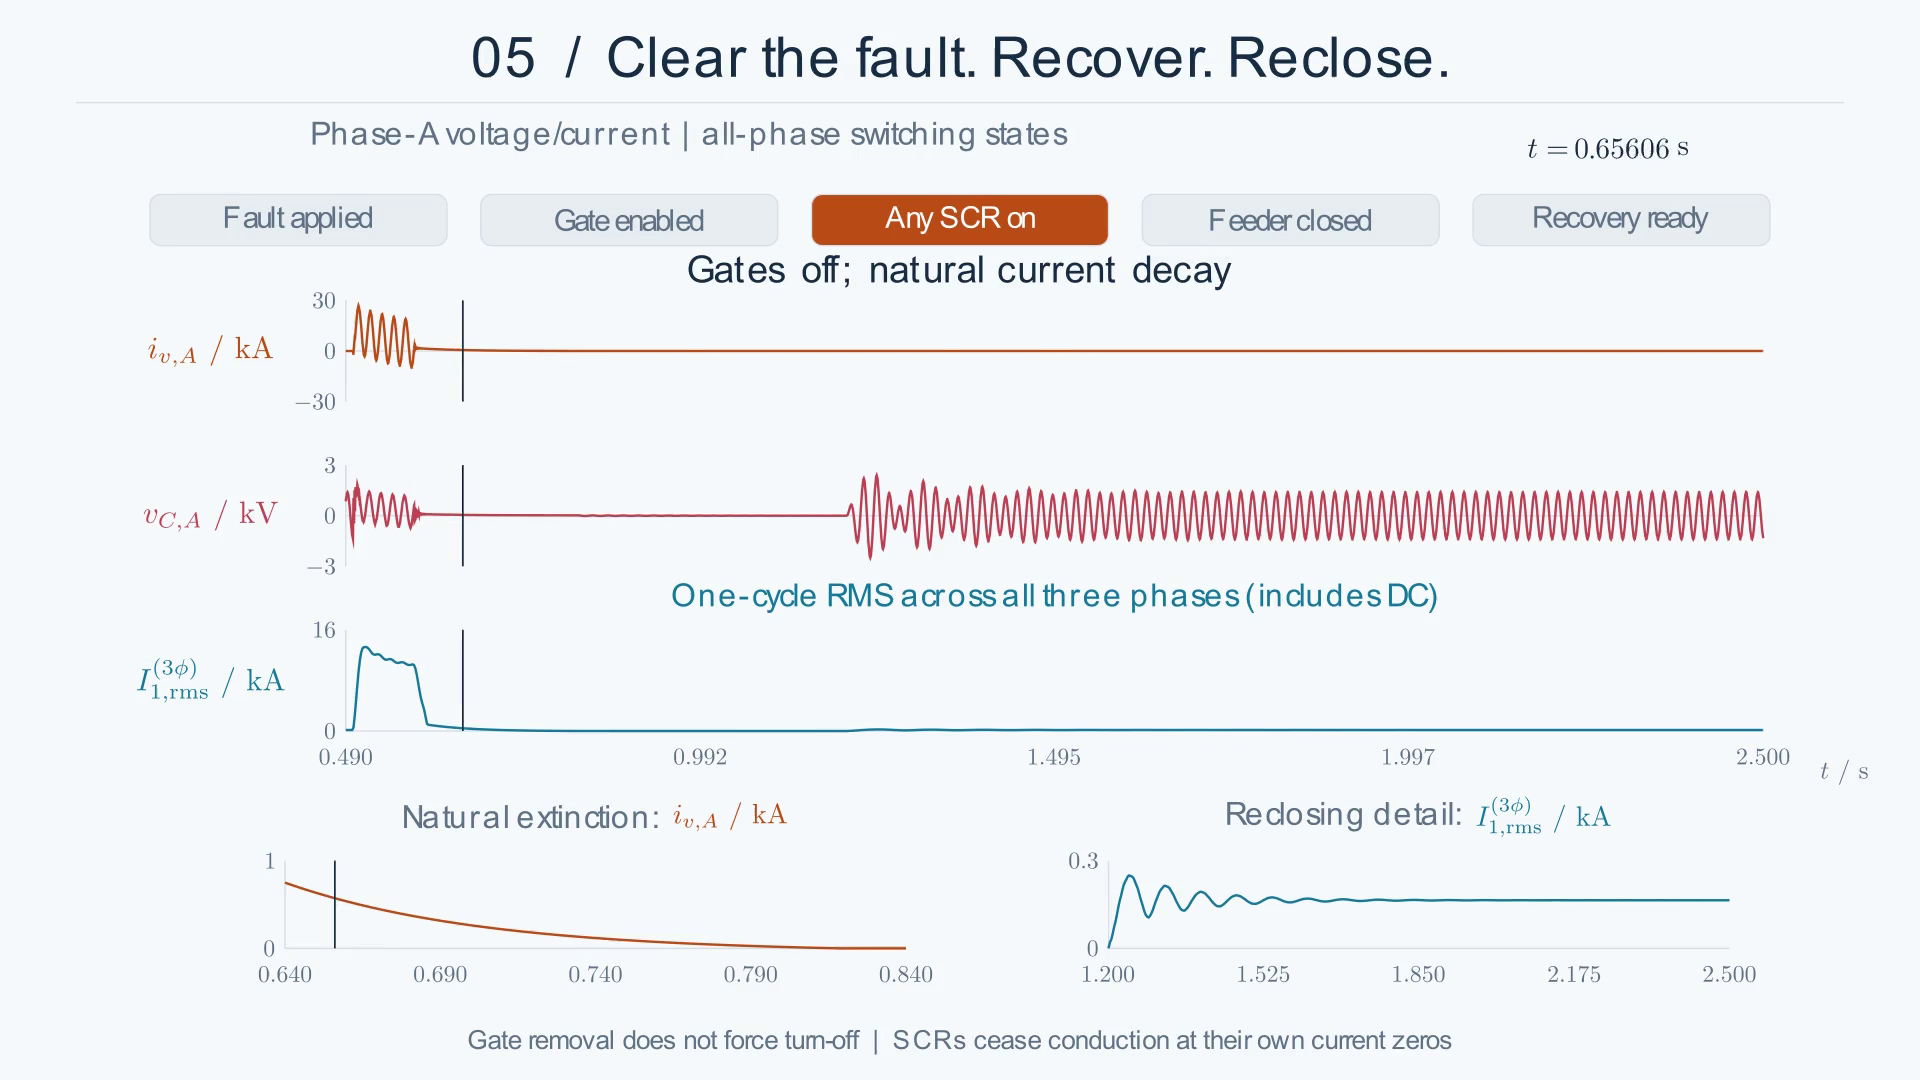 05 / Clear the fault. Recover. Reclose.
Phase-A voltage/current | all-phase switching states
t = 0.65606 s
Fault applied
Gate enabled
Any SCR on
Feeder closed
Recovery ready
Gates off; natural current decay
30
i_{v,A} / kA
0
−30
3
v_{C,A} / kV
0
−3
One-cycle RMS across all three phases (includes DC)
16
I_{1,rms}^{(3ϕ)} / kA
0
0.490 0.992 1.495 1.997 2.500
t / s
Natural extinction: i_{v,A} / kA
1
0
0.640 0.690 0.740 0.790 0.840
Reclosing detail: I_{1,rms}^{(3ϕ)} / kA
0.3
0
1.200 1.525 1.850 2.175 2.500
Gate removal does not force turn-off | SCRs cease conduction at their own current zeros